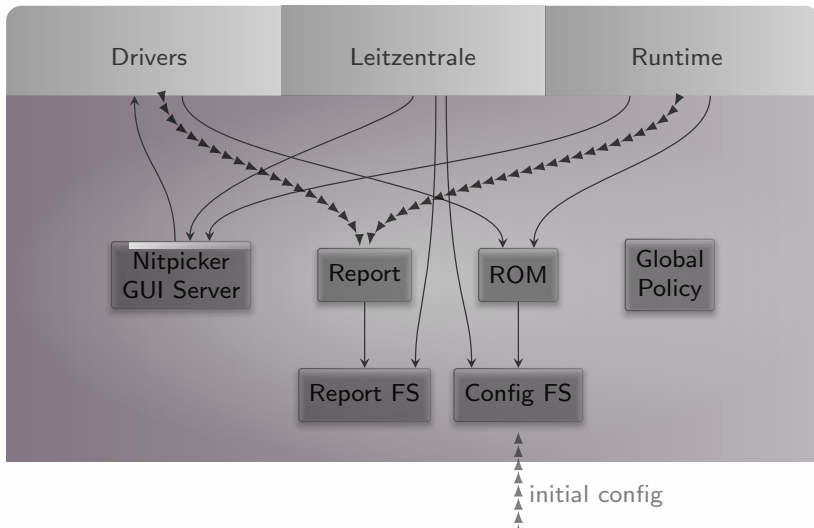 Drivers
Leitzentrale
Runtime
Nitpicker
GUI Server
Report
ROM
Global
Policy
Report FS
Config FS
initial config